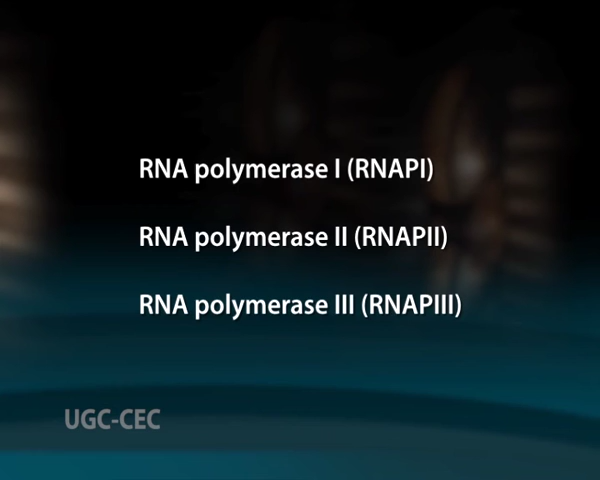 RNA polymerase I (RNAPI)
RNA polymerase II (RNAPII)
RNA polymerase III (RNAPIII)
UGC-CEC